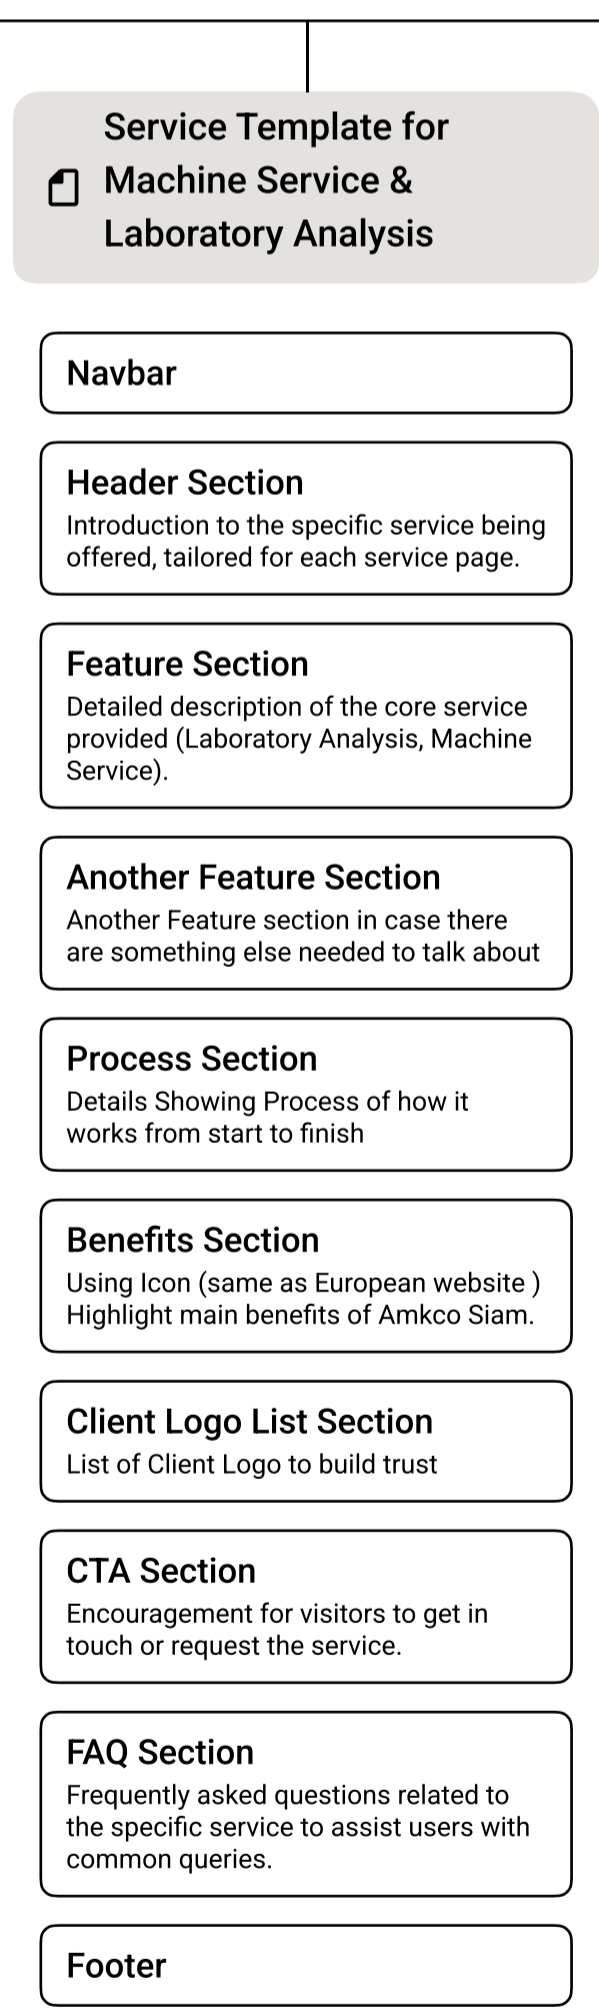 Service Template for
Machine Service &
Laboratory Analysis
Navbar
Header Section
Introduction to the specific service being
offered, tailored for each service page.
Feature Section
Detailed description of the core service
provided (Laboratory Analysis, Machine
Service).
Another Feature Section
Another Feature section in case there
are something else needed to talk about
Process Section
Details Showing Process of how it
works from start to finish
Benefits Section
Using Icon (same as European website )
Highlight main benefits of Amkco Siam.
Client Logo List Section
List of Client Logo to build trust
CTA Section
Encouragement for visitors to get in
touch or request the service.
FAQ Section
Frequently asked questions related to
the specific service to assist users with
common queries.
Footer